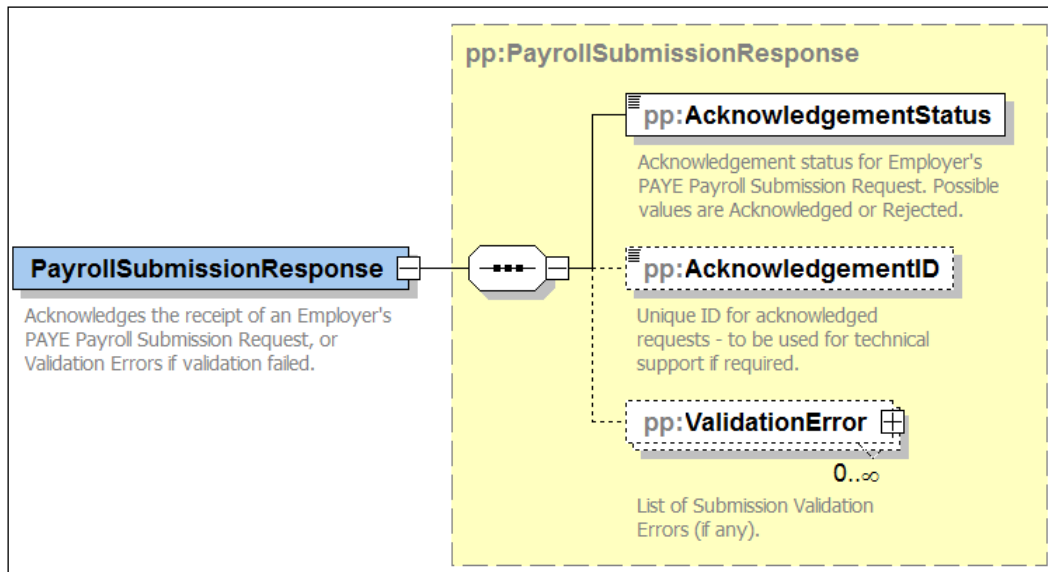 pp:PayrollSubmissionResponse
pp:AcknowledgementStatus
Acknowledgement status for Employer's
PAYE Payroll Submission Request. Possible
values are Acknowledged or Rejected.
PayrollSubmissionResponse
Acknowledges the receipt of an Employer's
PAYE Payroll Submission Request, or
Validation Errors if validation failed.
pp:AcknowledgementID
Unique ID for acknowledged
requests - to be used for technical
support if required.
pp:ValidationError
0..∞
List of Submission Validation
Errors (if any).